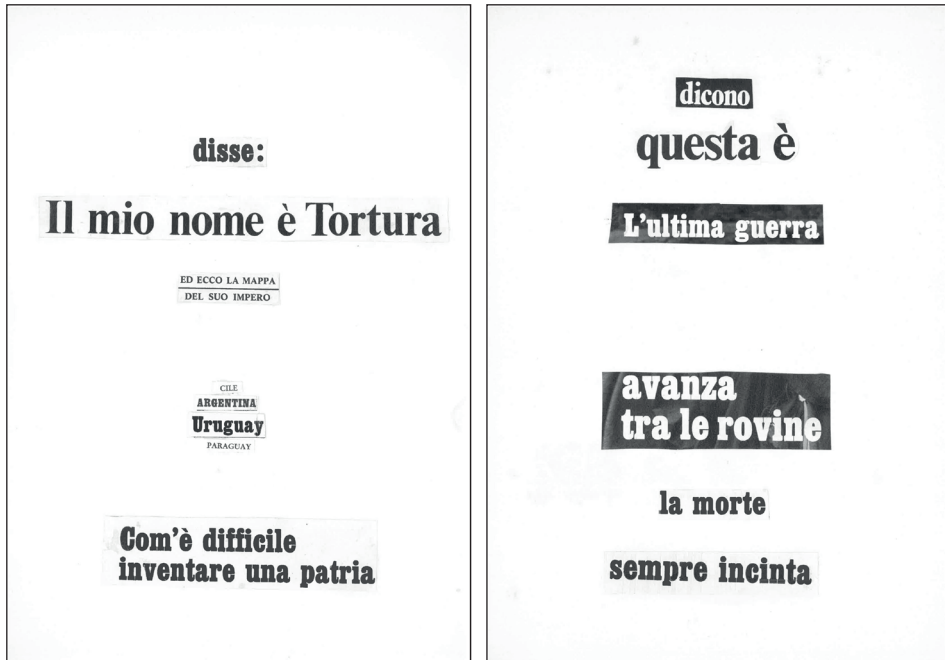 disse:
Il mio nome è Tortura
ED ECCO LA MAPPA
DEL SUO IMPERO
CILE
ARGENTINA
Uruguay
PARAGUAY
Com'è difficile
inventare una patria
dicono
questa è
L'ultima guerra
avanza
tra le rovine
la morte
sempre incinta